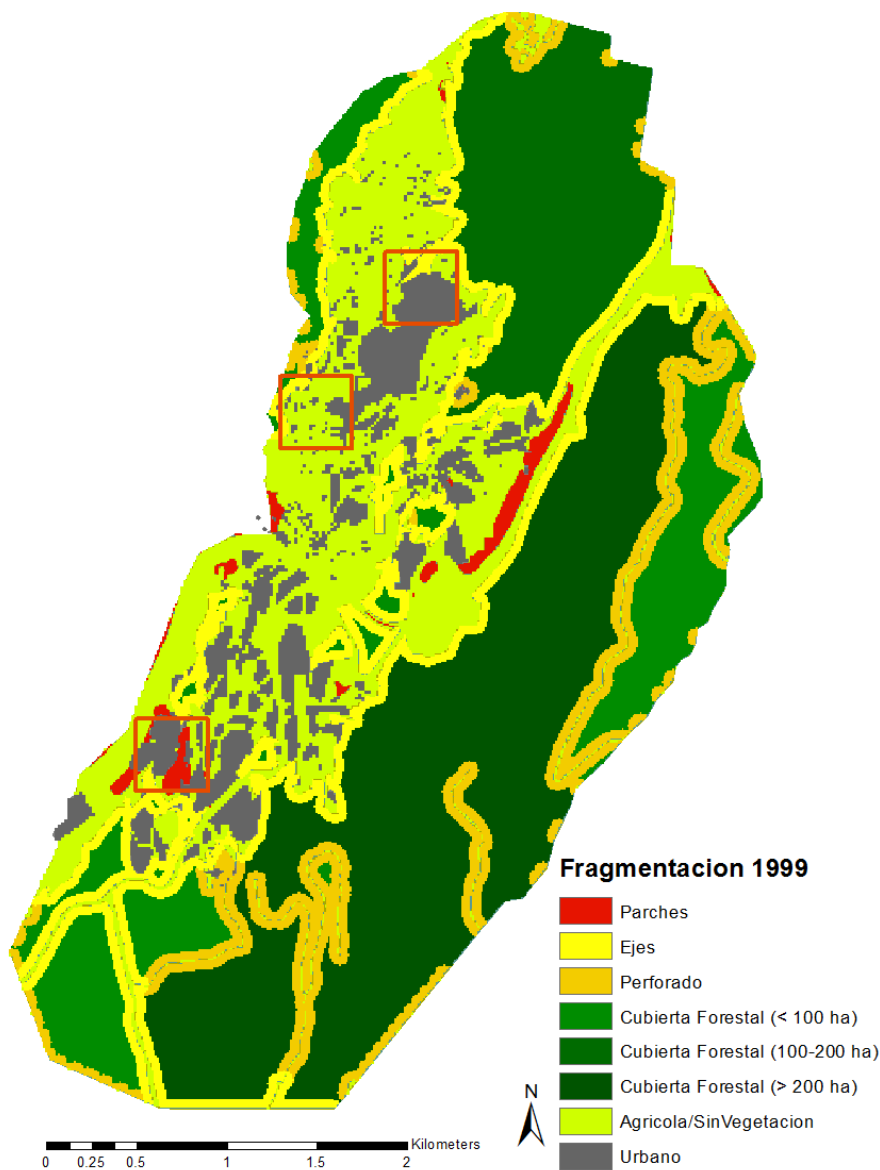 Fragmentacion 1999
Parches
Ejes
Perforado
Cubierta Forestal (< 100 ha)
Cubierta Forestal (100-200 ha)
Cubierta Forestal (> 200 ha)
Agricola/SinVegetacion
Urbano
N
Kilometers
0 0.25 0.5 1 1.5 2